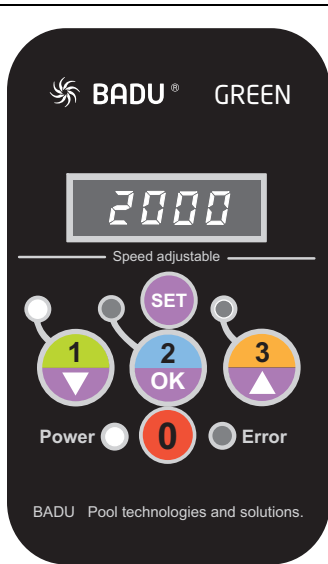 BADU ® GREEN
2000
Speed adjustable
SET
1 2 3
OK
Power 0 Error
BADU Pool technologies and solutions.